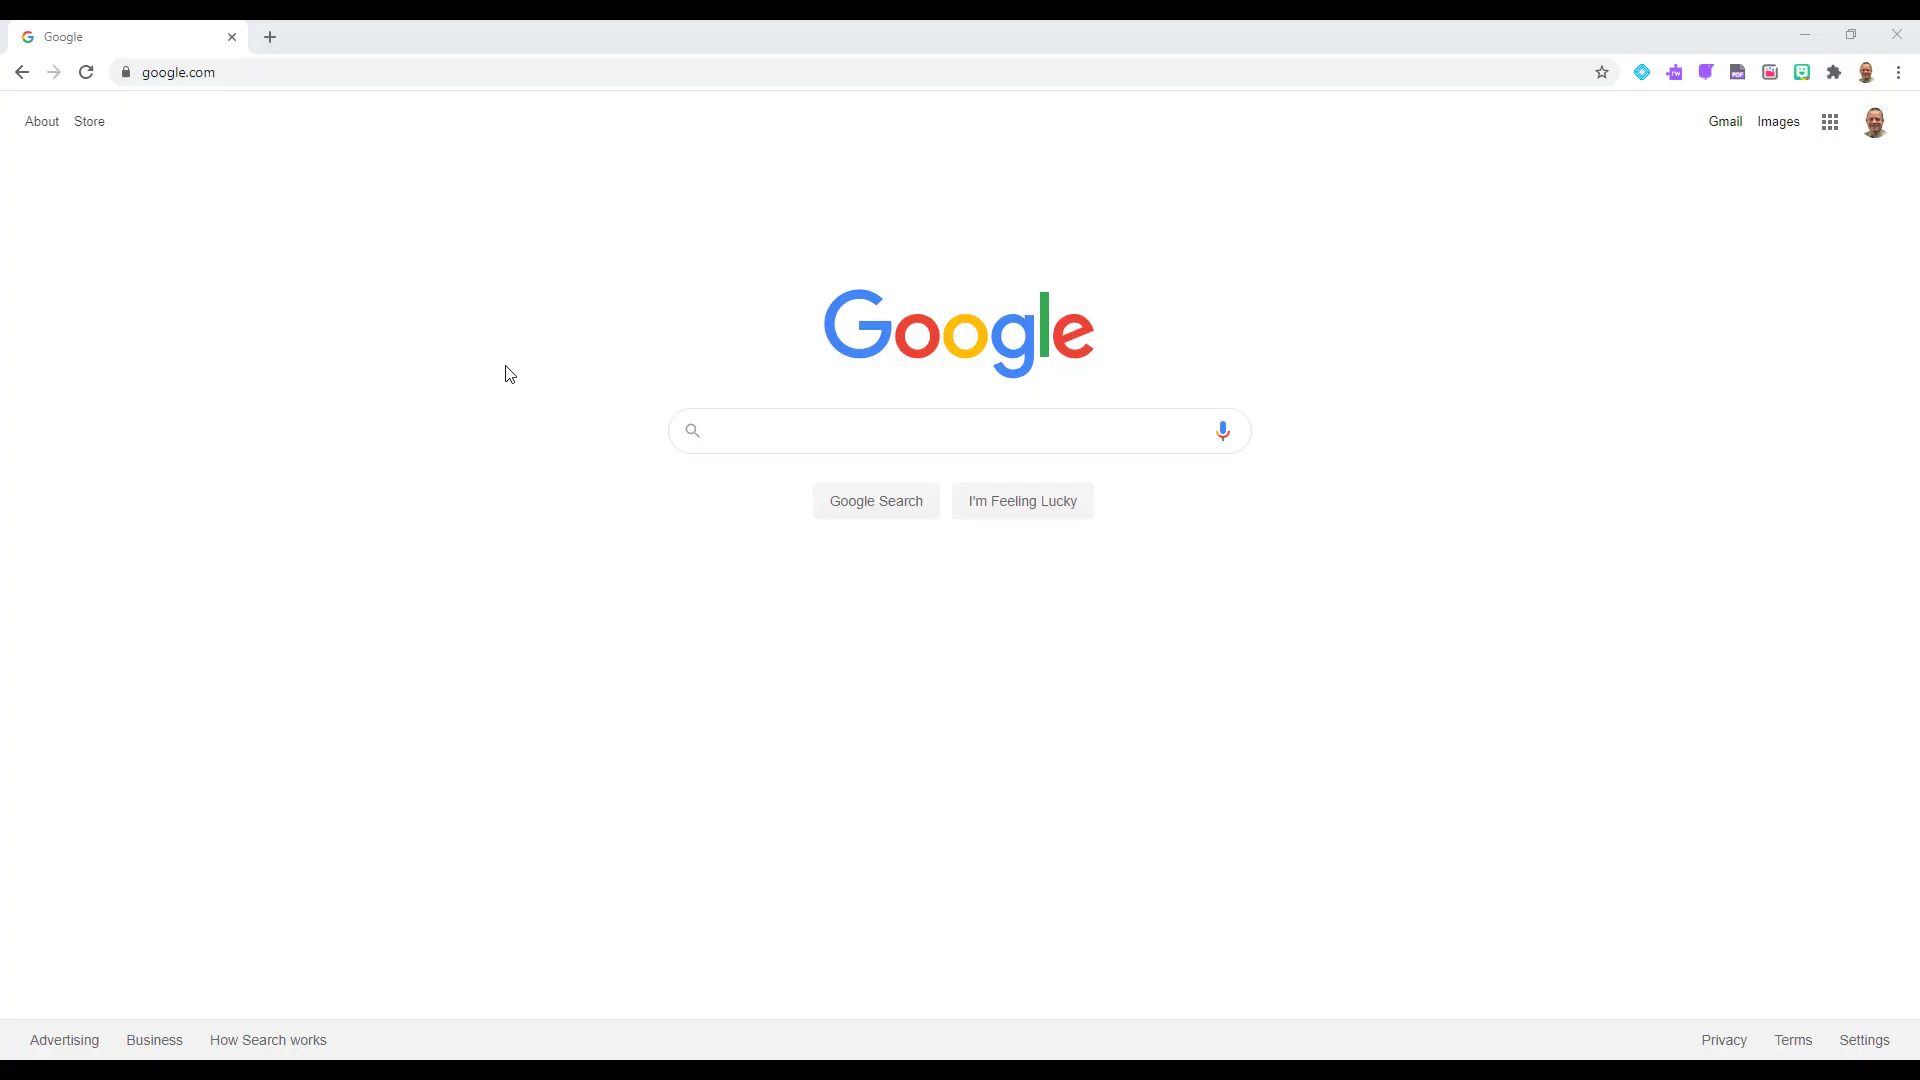 Google
google.com
About Store
Gmail Images
Google
Google Search I'm Feeling Lucky
Advertising Business How Search works
Privacy Terms Settings